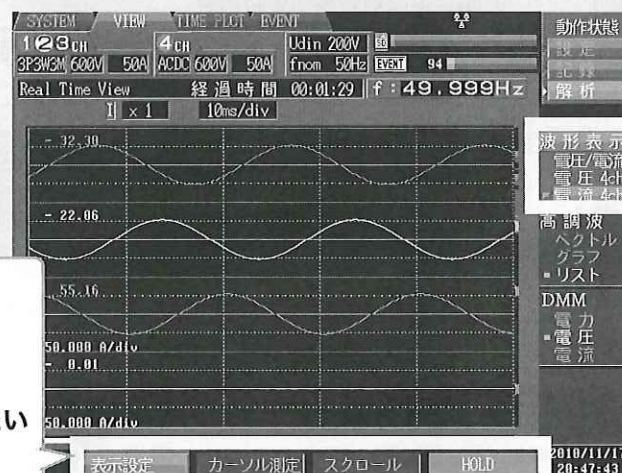 SYSTEM VIEW TIME PLOT EVENT
123CH 4CH Udin 200V
3P3W3M 600V 50A ACDC 600V 50A fnom 50Hz EVENT 94
Real Time View 経過時間 00:01:29 f:49.999Hz
I x 1 10ms/div
32.30
22.06
55.16
50.000 A/div
0.01
50.000 A/div
表示設定 カーソル測定 スクロール HOLD
動作状態
設定
記録
解析
波形表示
電圧/電流
電圧 4ch
電流 4ch
高調波
ベクトル
グラフ
リスト
DMM
電力
電圧
電流
2010/11/17
20:47:43
い